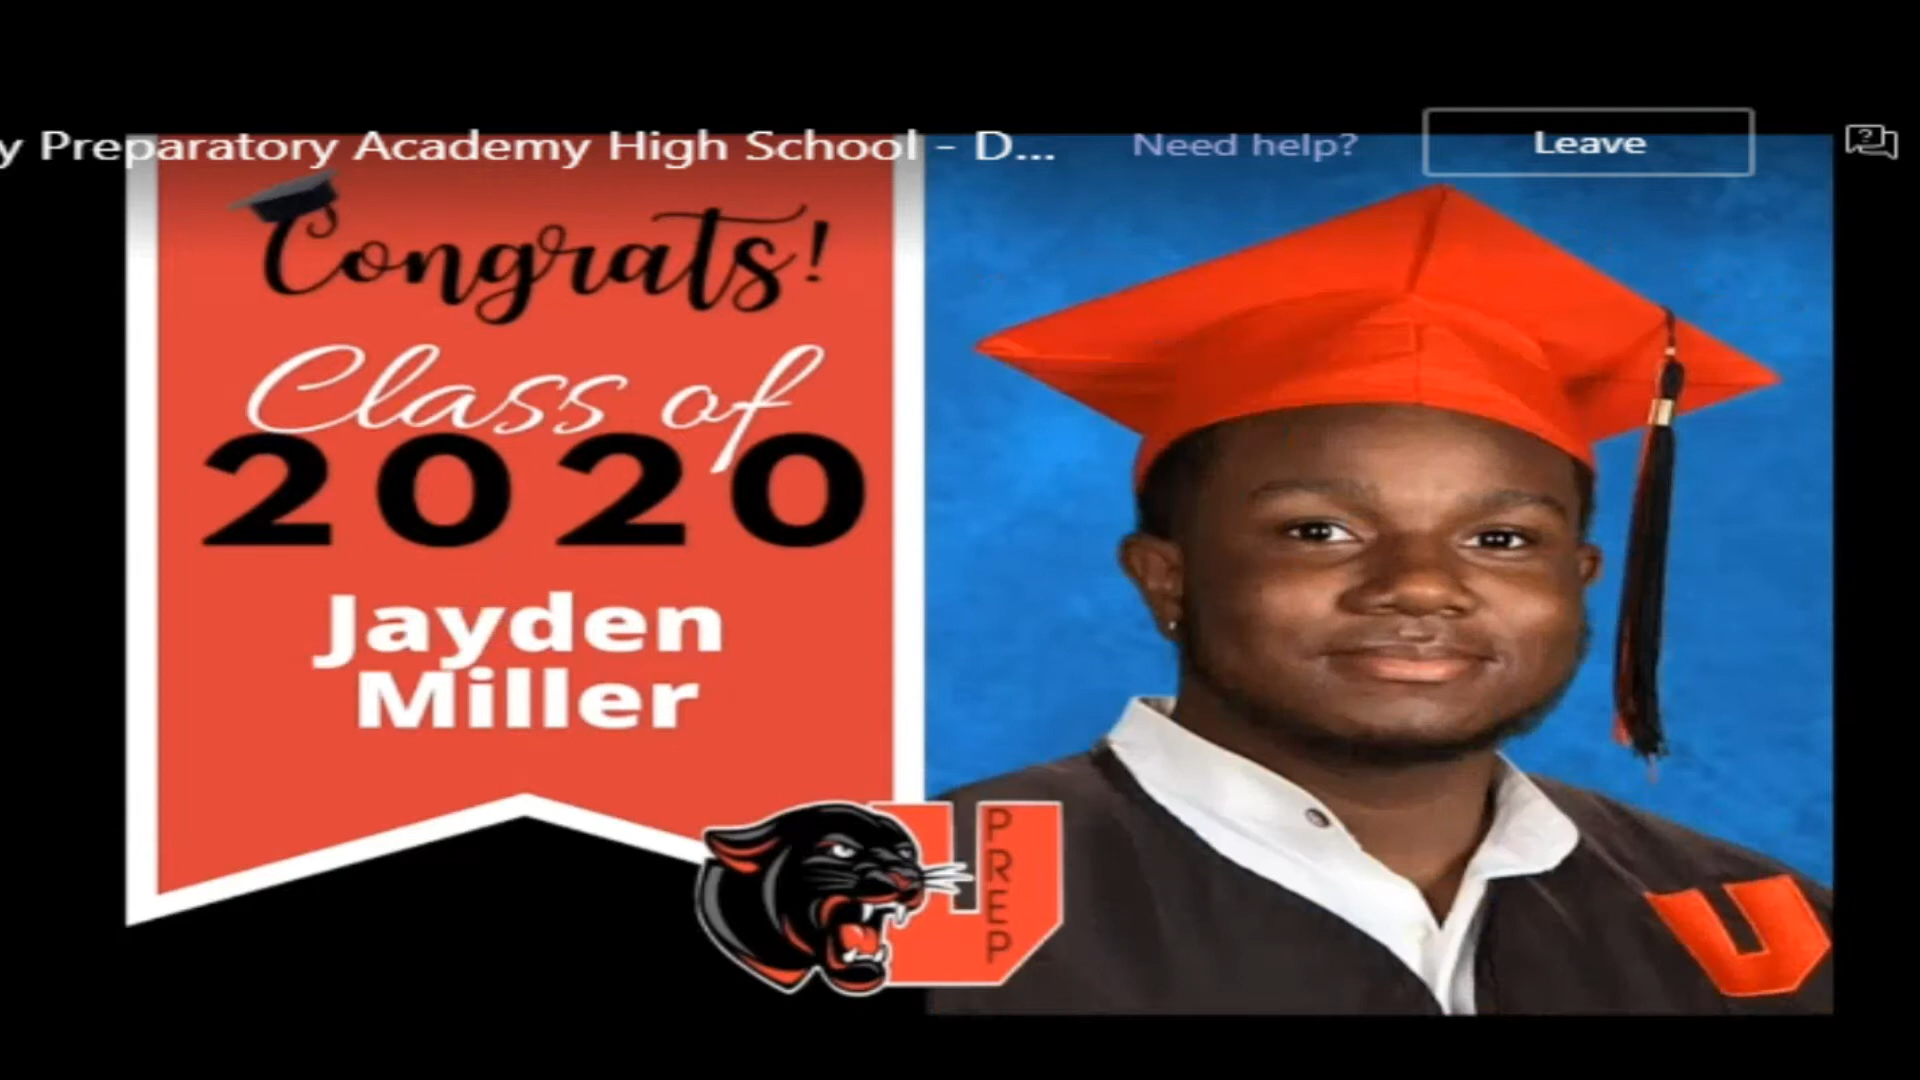 y Preparatory Academy High School - D...
Need help?
Leave
Congrats!
Class of
2020
Jayden
Miller
U
PREP
U